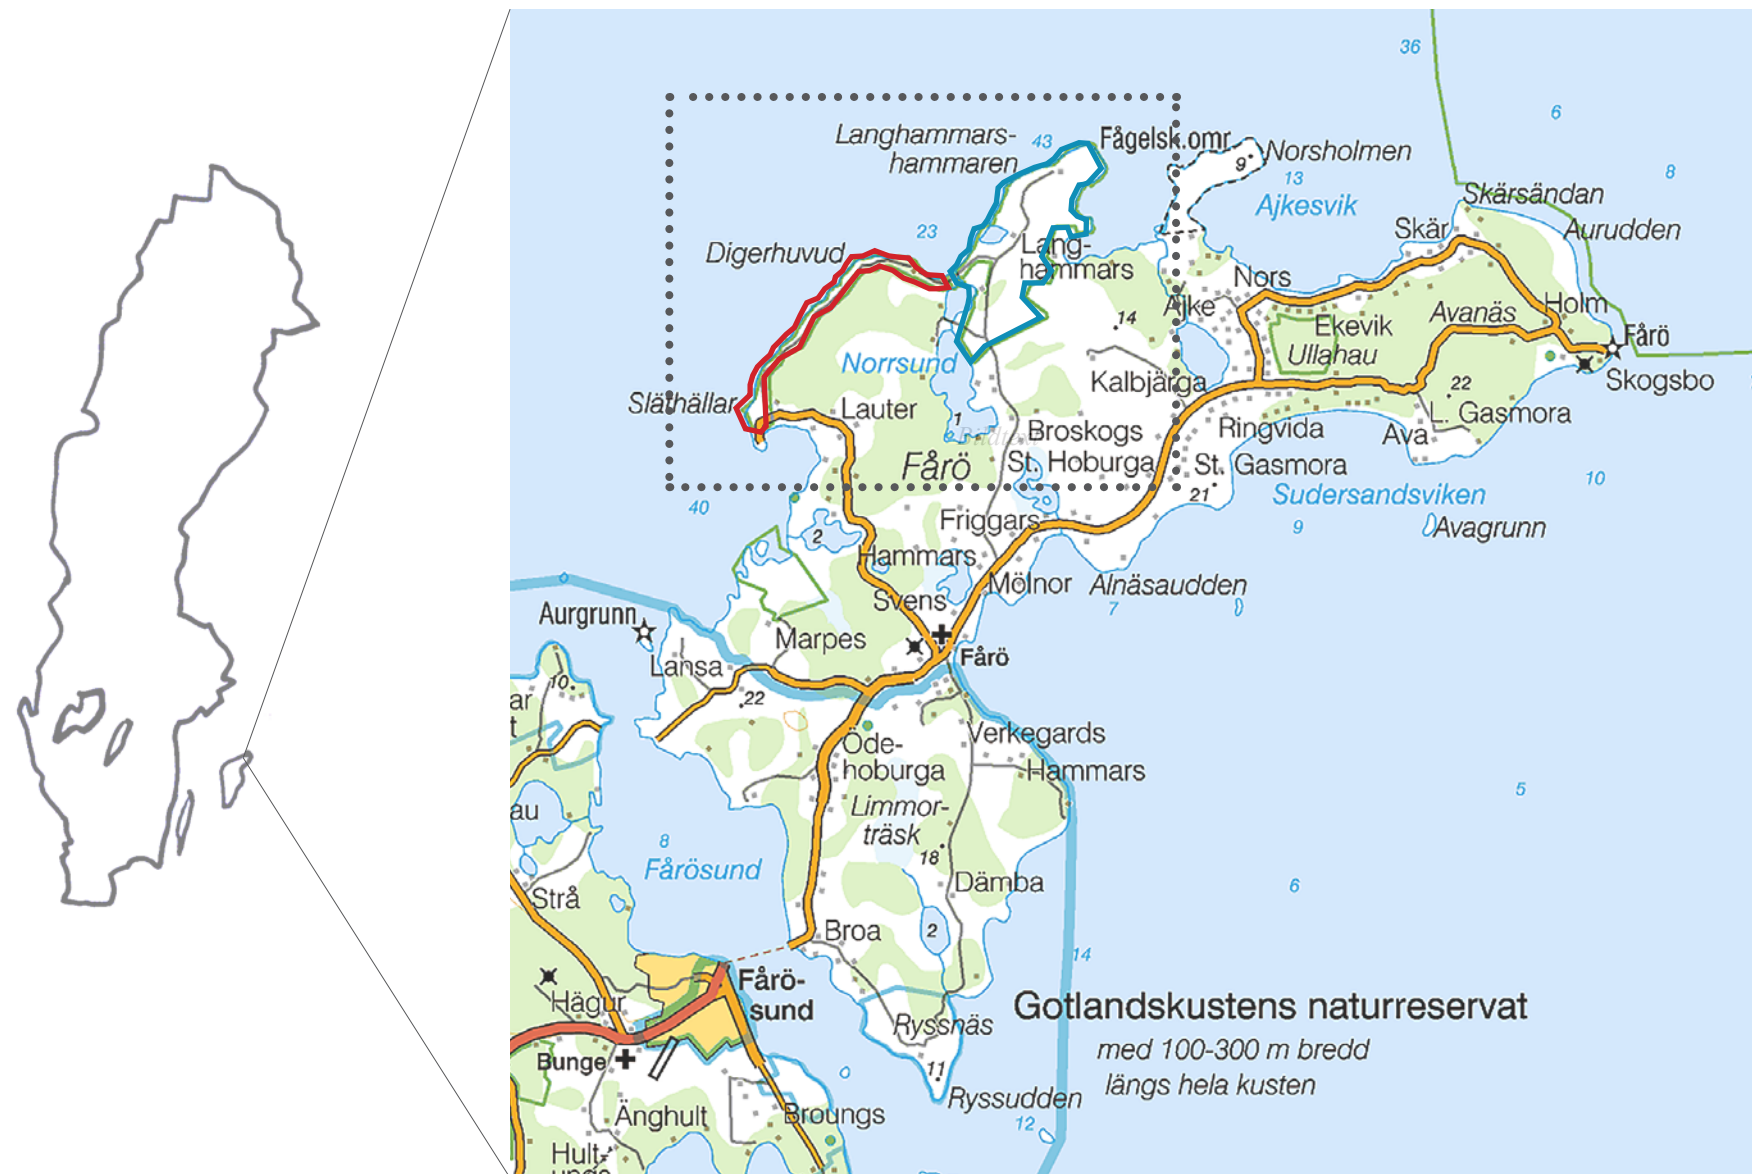 36
6
8
Langhammars-
hammaren
43
Fågelsk.omr
9
Norsholmen
13
Ajkesvik
Skärsändan
Skär
Aurudden
23
Digerhuvud
Lang-
hammars
Nors
Ajke
14
Ekevik
Ullahau
Avanäs
Holm
Fårö
Skogsbo
Norrsund
Kalbjärga
22
L. Gasmora
Slåthällar
Lauter
1
Broskogs
Ringvida
Ava
Fårö
St. Hoburga
St. Gasmora
21
Sudersandsviken
10
40
9
Avagrunn
2
Friggars
Hammars
Mölnor
Alnäsaudden
7
Svens
Aurgrunn
Marpes
Fårö
Lansa
22
10
ar
t
Verkegards
Öde-
hoburga
Hammars
5
au
Limmor-
träsk
8
Fårösund
18
6
Dämba
Strå
Broa
2
14
Fårö-
sund
Hägur
Gotlandskustens naturreservat
Ryssnäs
med 100-300 m bredd
Bunge
11
längs hela kusten
Ryssudden
12
Änghult
Broungs
Hult-
ungs